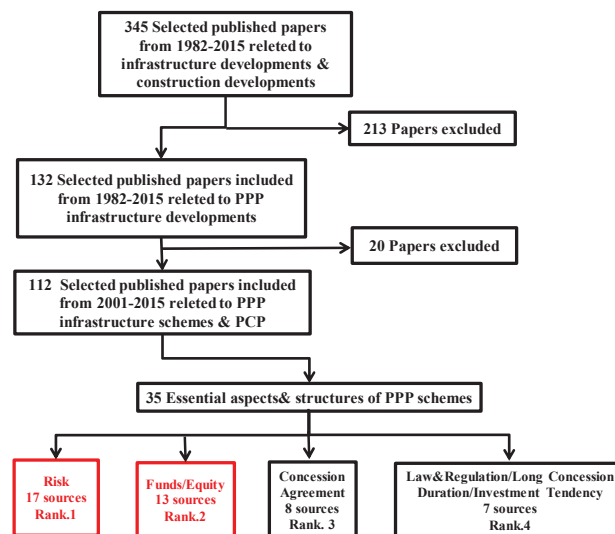 345 Selected published papers
from 1982-2015 releted to
infrastructure developments &
construction developments
213 Papers excluded
132 Selected published papers included
from 1982-2015 releted to PPP
infrastructure developments
20 Papers excluded
112 Selected published papers included
from 2001-2015 releted to PPP
infrastructure schemes & PCP
35 Essential aspects& structures of PPP schemes
Risk
17 sources
Rank.1
Funds/Equity
13 sources
Rank.2
Concession
Agreement
8 sources
Rank. 3
Law&Regulation/Long Concession
Duration/Investment Tendency
7 sources
Rank.4